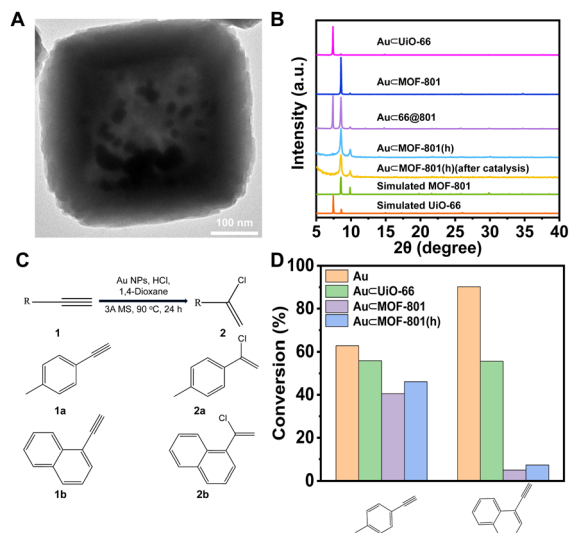 A
100 nm
B
Intensity (a.u.)
Au⊂UiO-66
Au⊂MOF-801
Au⊂66@801
Au⊂MOF-801(h)
Au⊂MOF-801(h)(after catalysis)
Simulated MOF-801
Simulated UiO-66
5 10 15 20 25 30 35 40
2θ (degree)
C
Au NPs, HCl,
1,4-Dioxane
3A MS, 90 °C, 24 h
R
R
Cl
1
2
Cl
1a
2a
Cl
1b
2b
D
Conversion (%)
100
80
60
40
20
0
Au
Au⊂UiO-66
Au⊂MOF-801
Au⊂MOF-801(h)